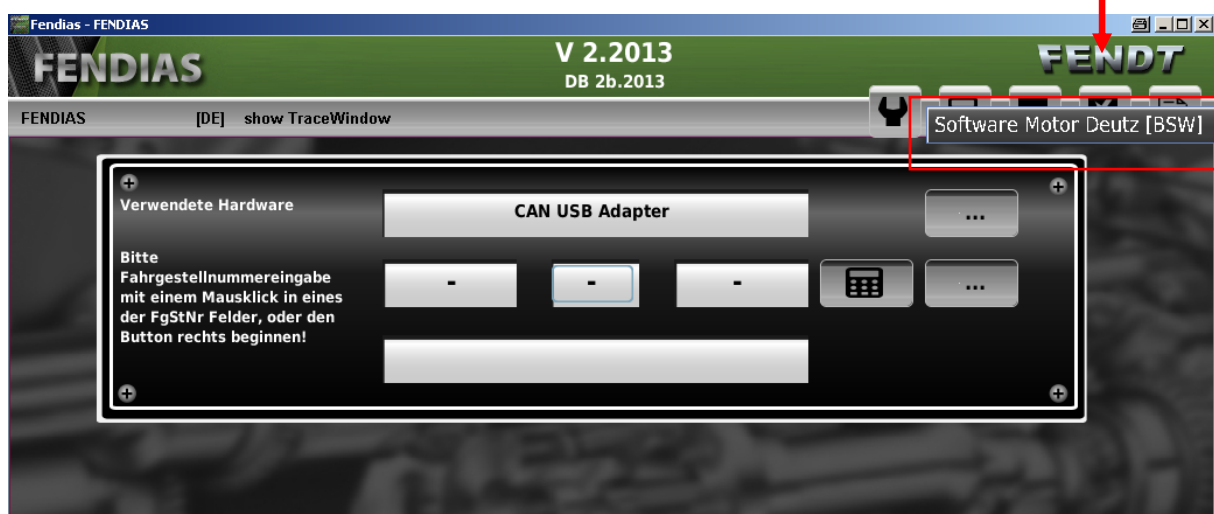 Fendias - FENDIAS
FENDIAS
V 2.2013
DB 2b.2013
FENDT
FENDIAS [DE] show TraceWindow
Software Motor Deutz [BSW]
Verwendete Hardware
CAN USB Adapter
...
Bitte
Fahrgestellnummereingabe
mit einem Mausklick in eines
der FgStNr Felder, oder den
Button rechts beginnen!
- - -
...